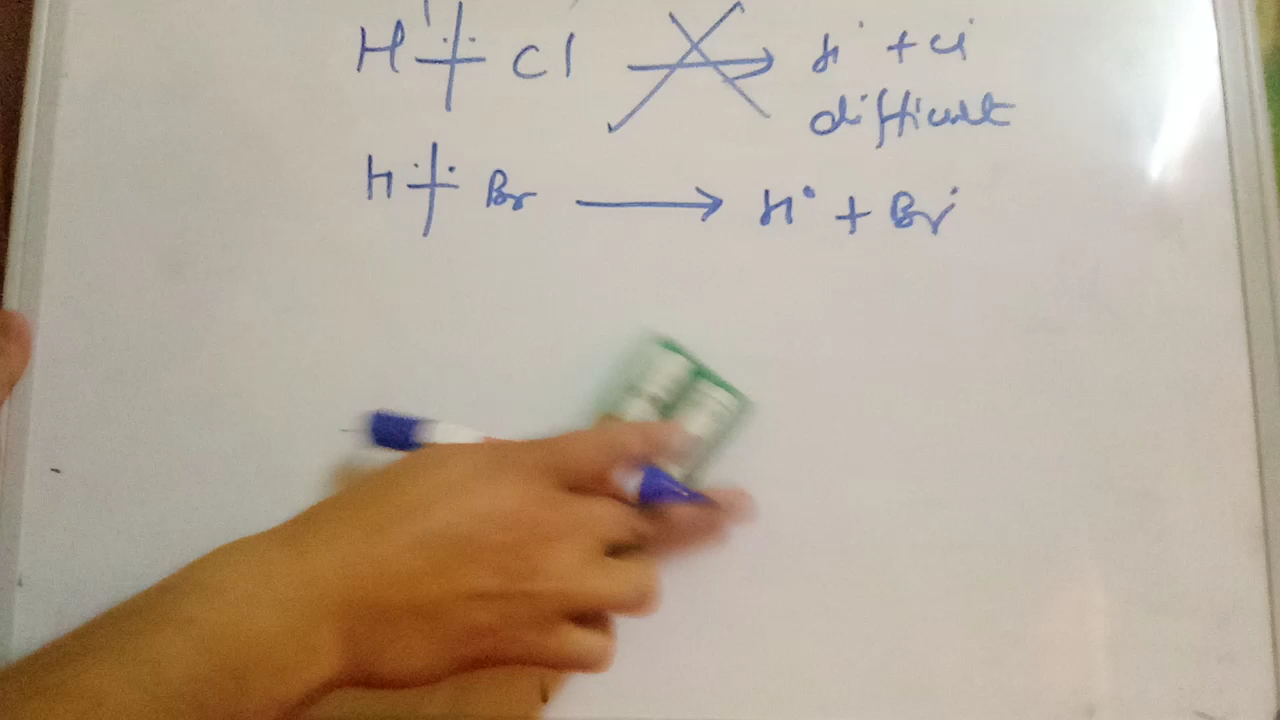 H ÷ Cl ⟶ H˙ + Cl˙
difficult
H ÷ Br ⟶ H˙ + Br˙